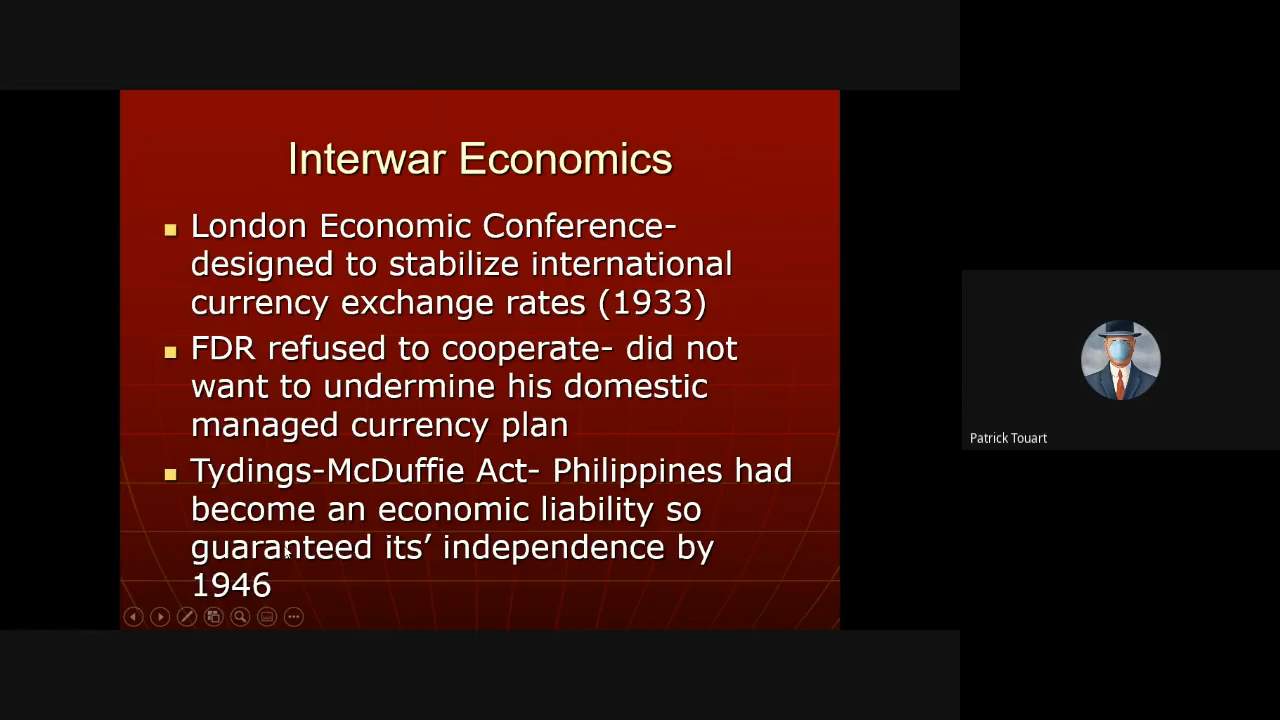 Interwar Economics
London Economic Conference-
designed to stabilize international
currency exchange rates (1933)
FDR refused to cooperate- did not
want to undermine his domestic
managed currency plan
Tydings-McDuffie Act- Philippines had
become an economic liability so
guaranteed its’ independence by
1946
Patrick Touart